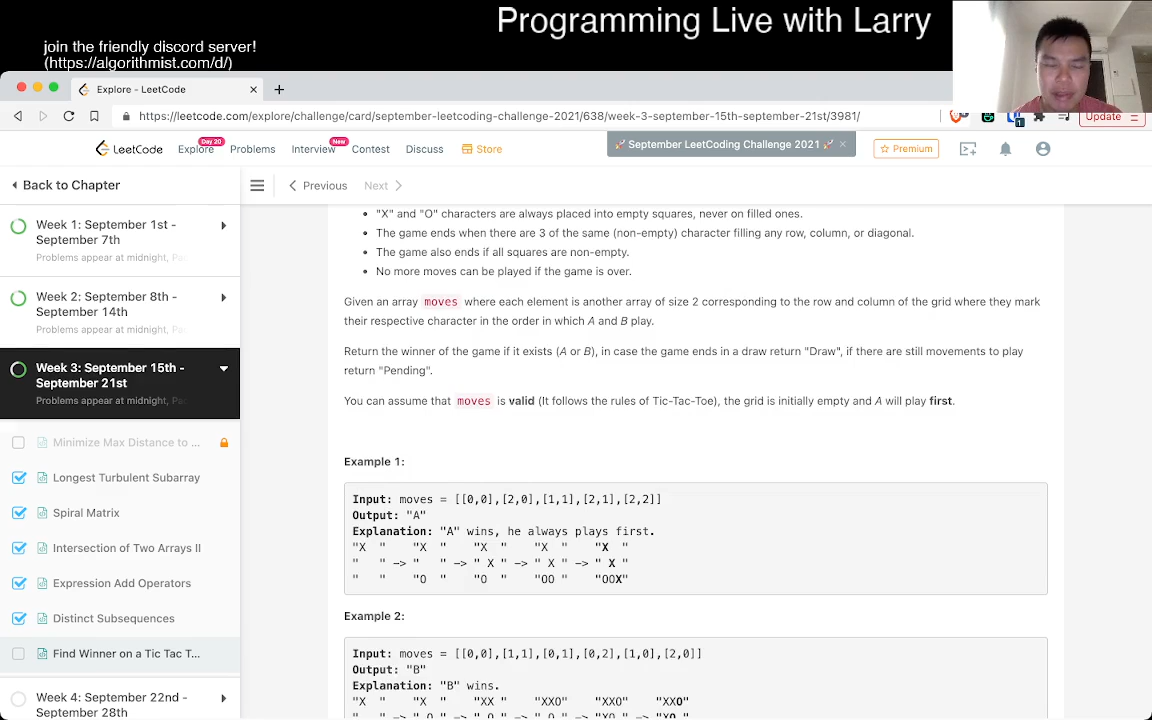 Programming Live with Larry
join the friendly discord server!
(https://algorithmist.com/d/)
Explore - LeetCode
https://leetcode.com/explore/challenge/card/september-leetcoding-challenge-2021/638/week-3-september-15th-september-21st/3981/
1
Update
LeetCode
Explore
Day 20
Problems
Interview
New
Contest
Discuss
Store
🚀 September LeetCoding Challenge 2021 🚀
Premium
Back to Chapter
Previous
Next
Week 1: September 1st -
September 7th
Problems appear at midnight, Pa
Week 2: September 8th -
September 14th
Problems appear at midnight, Pa
Week 3: September 15th -
September 21st
Problems appear at midnight, Pa
Minimize Max Distance to ...
Longest Turbulent Subarray
Spiral Matrix
Intersection of Two Arrays II
Expression Add Operators
Distinct Subsequences
Find Winner on a Tic Tac T...
Week 4: September 22nd -
September 28th
• "X" and "O" characters are always placed into empty squares, never on filled ones.
• The game ends when there are 3 of the same (non-empty) character filling any row, column, or diagonal.
• The game also ends if all squares are non-empty.
• No more moves can be played if the game is over.
Given an array moves where each element is another array of size 2 corresponding to the row and column of the grid where they mark
their respective character in the order in which A and B play.
Return the winner of the game if it exists (A or B), in case the game ends in a draw return "Draw", if there are still movements to play
return "Pending".
You can assume that moves is valid (It follows the rules of Tic-Tac-Toe), the grid is initially empty and A will play first.
Example 1:
Input: moves = [[0,0],[2,0],[1,1],[2,1],[2,2]]
Output: "A"
Explanation: "A" wins, he always plays first.
"X  "    "X  "    "X  "    "X  "    "X  "
"   " -> "   " -> " X " -> " X " -> " X "
"   "    "O  "    "O  "    "OO "    "OOX"
Example 2:
Input: moves = [[0,0],[1,1],[0,1],[0,2],[1,0],[2,0]]
Output: "B"
Explanation: "B" wins.
"X  "    "X  "    "XX "    "XXO"    "XXO"    "XXO"